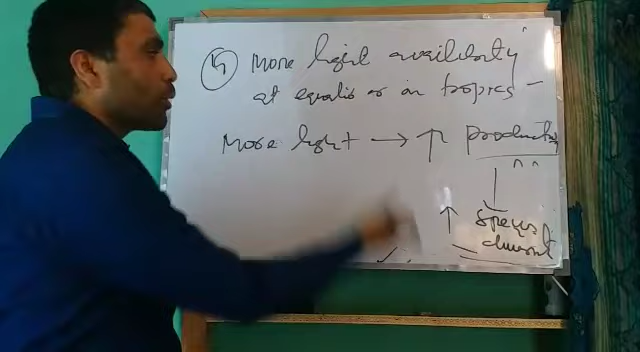 4) More light availability
at equator or in tropics -
More light → ↑ productivity
↑ species
diversity